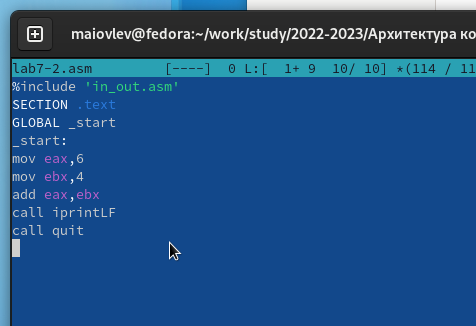 maiovlev@fedora:~/work/study/2022-2023/Архитектура ко
lab7-2.asm [----] 0 L:[ 1+ 9 10/ 10] *(114 / 11
%include 'in_out.asm'
SECTION .text
GLOBAL _start
_start:
mov eax,6
mov ebx,4
add eax,ebx
call iprintLF
call quit